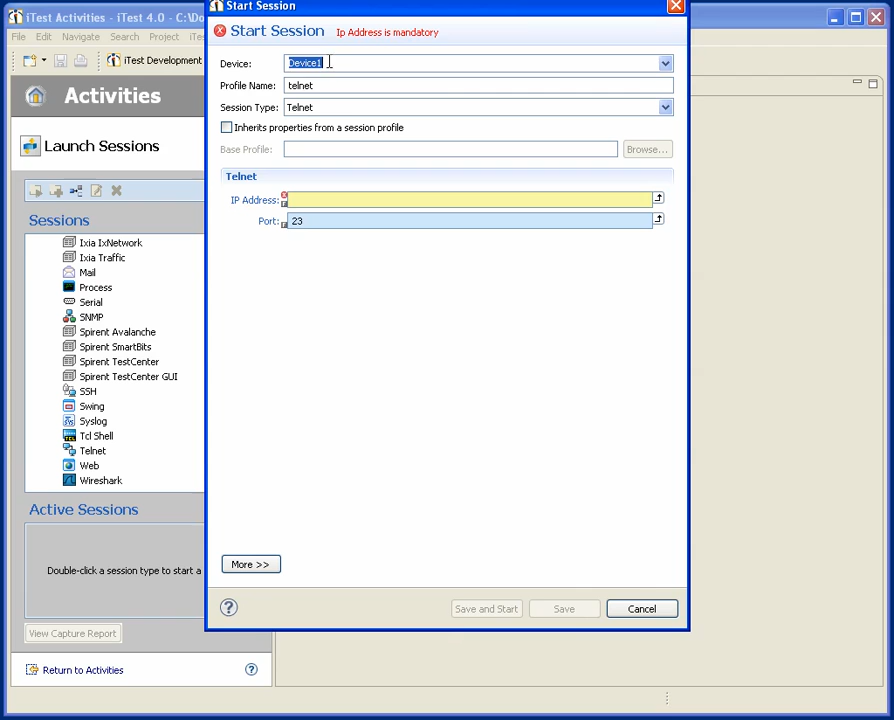 iTest Activities - iTest 4.0 - C:\Do
File Edit Navigate Search Project iTes
iTest Development
Activities
Launch Sessions
Sessions
Ixia IxNetwork
Ixia Traffic
Mail
Process
Serial
SNMP
Spirent Avalanche
Spirent SmartBits
Spirent TestCenter
Spirent TestCenter GUI
SSH
Swing
Syslog
Tcl Shell
Telnet
Web
Wireshark
Active Sessions
Double-click a session type to start a
View Capture Report
Return to Activities
Start Session
Start Session Ip Address is mandatory
Device: Device1
Profile Name: telnet
Session Type: Telnet
Inherits properties from a session profile
Base Profile: Browse...
Telnet
IP Address:
Port: 23
More >>
Save and Start Save Cancel